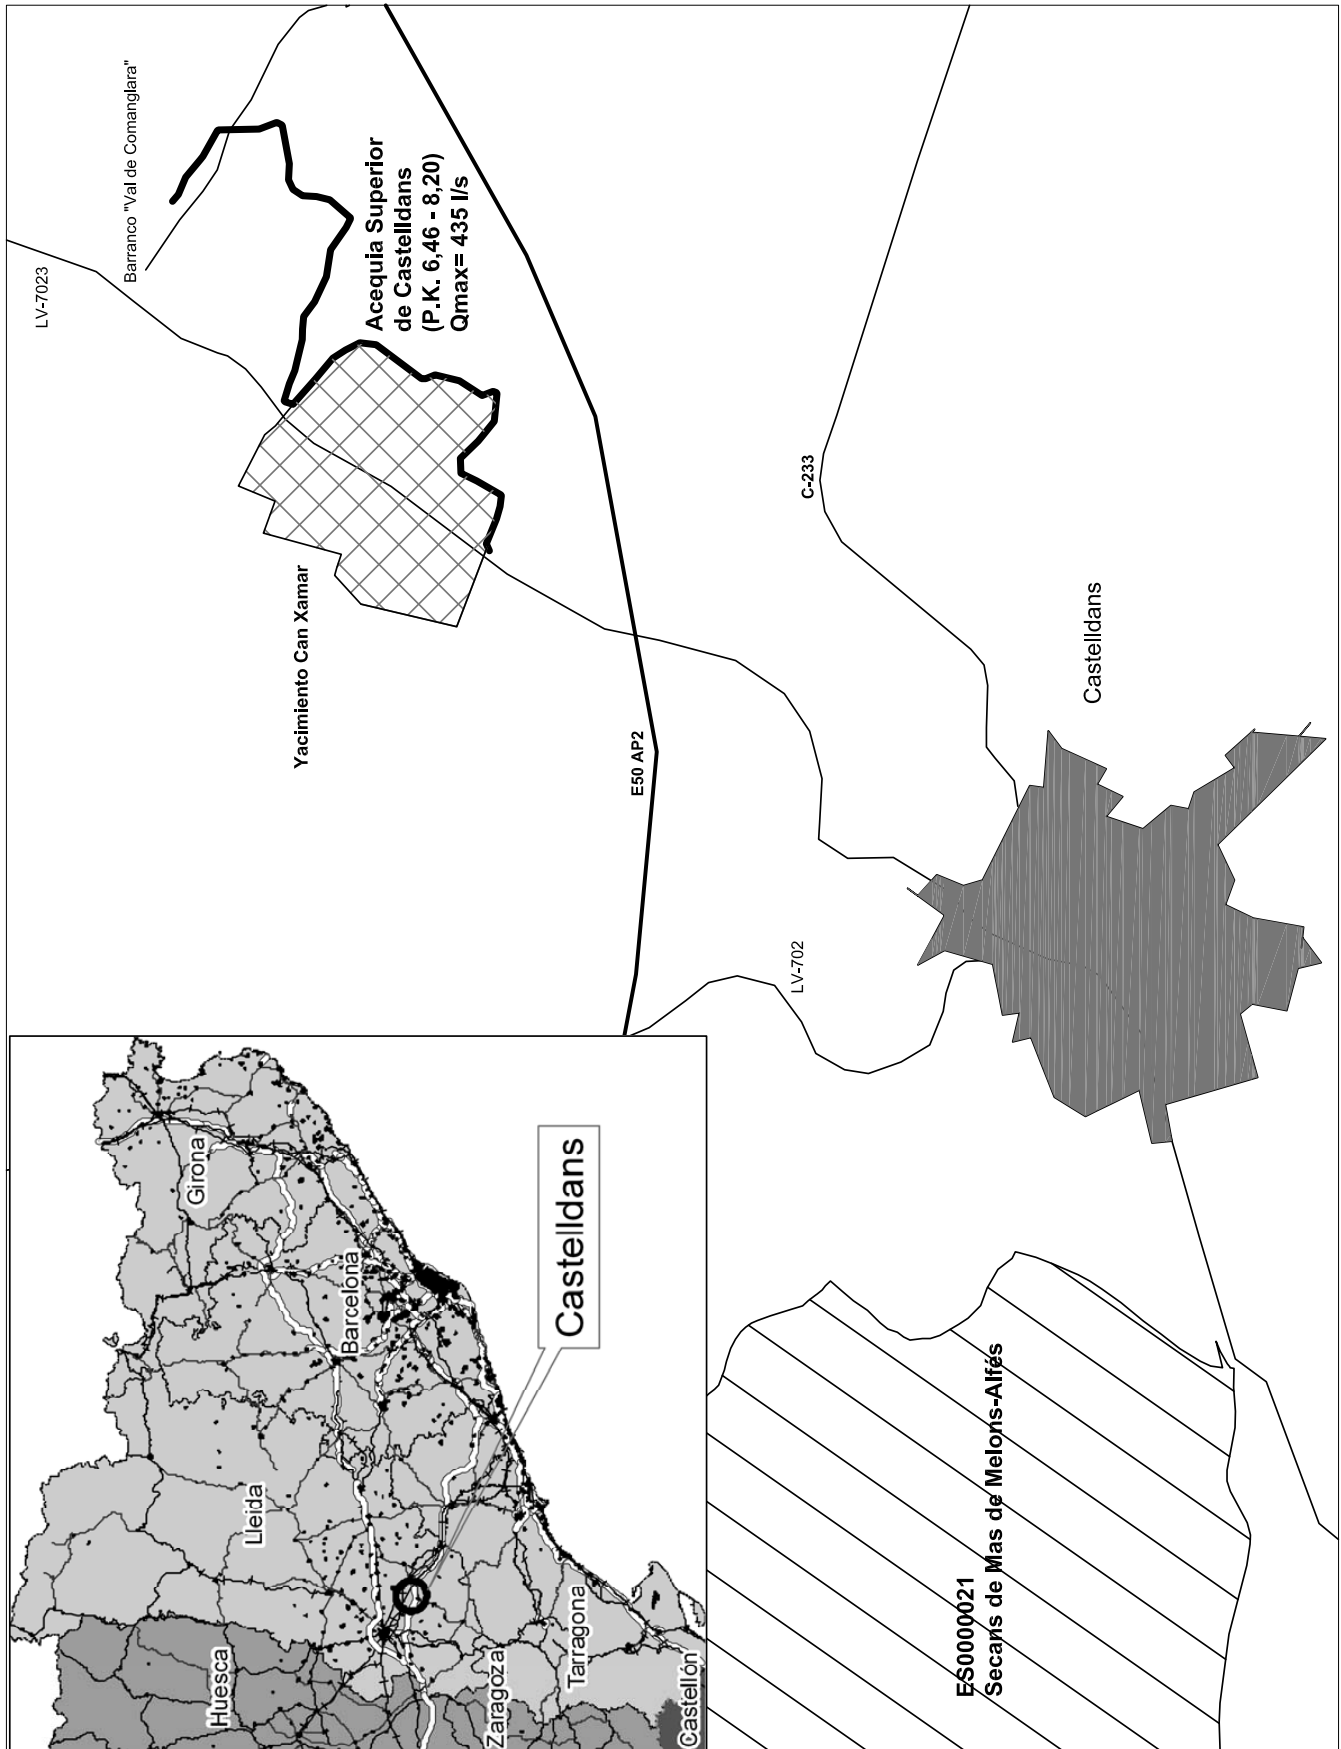 LV-7023
Barranco "Val de Comanglara"
Acequia Superior
de Castelldans
(P.K. 6,46 - 8,20)
Qmax= 435 l/s
Yacimiento Can Xamar
E50 AP2
C-233
Castelldans
LV-702
Girona
Barcelona
Lleida
Huesca
Zaragoza
Tarragona
Castellón
Castelldans
ES0000021
Secans de Mas de Melons-Alfés